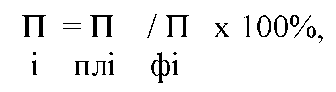 П = П / П х 100%,
і плі фі